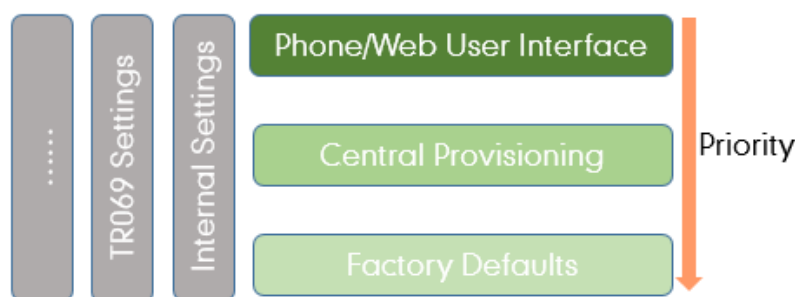 ......
TR069 Settings
Internal Settings
Phone/Web User Interface
Central Provisioning
Factory Defaults
Priority